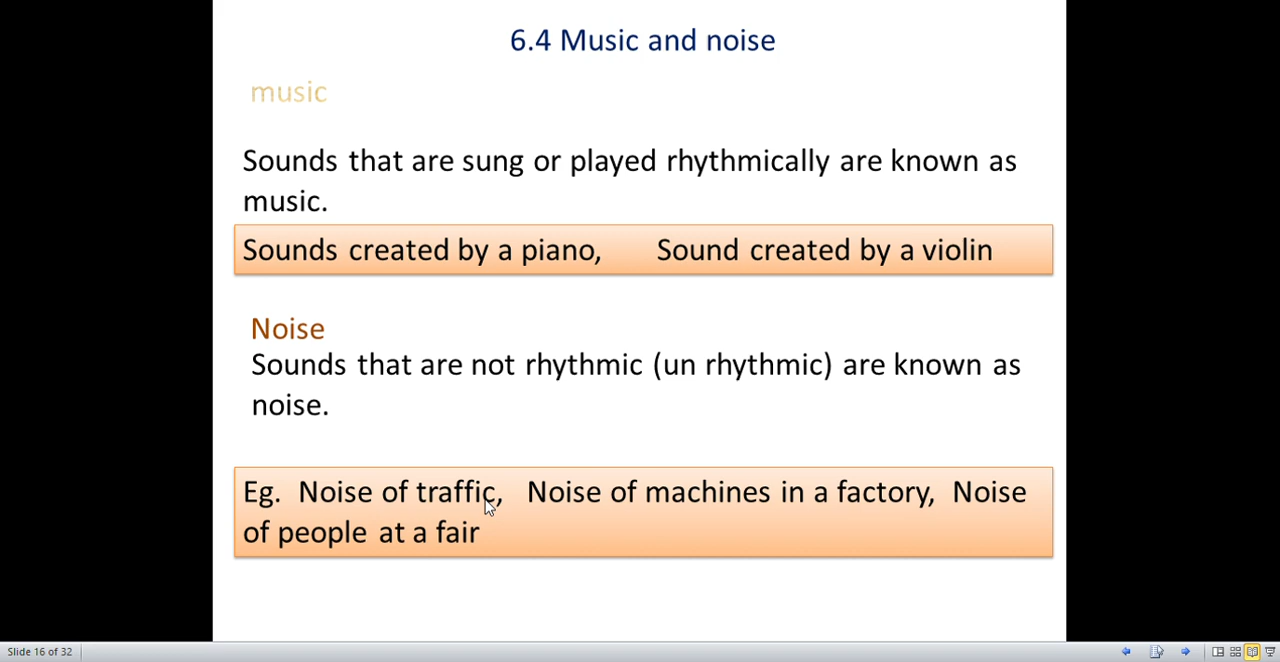 6.4 Music and noise
music
Sounds that are sung or played rhythmically are known as
music.
Sounds created by a piano, Sound created by a violin
Noise
Sounds that are not rhythmic (un rhythmic) are known as
noise.
Eg. Noise of traffic, Noise of machines in a factory, Noise
of people at a fair
Slide 16 of 32